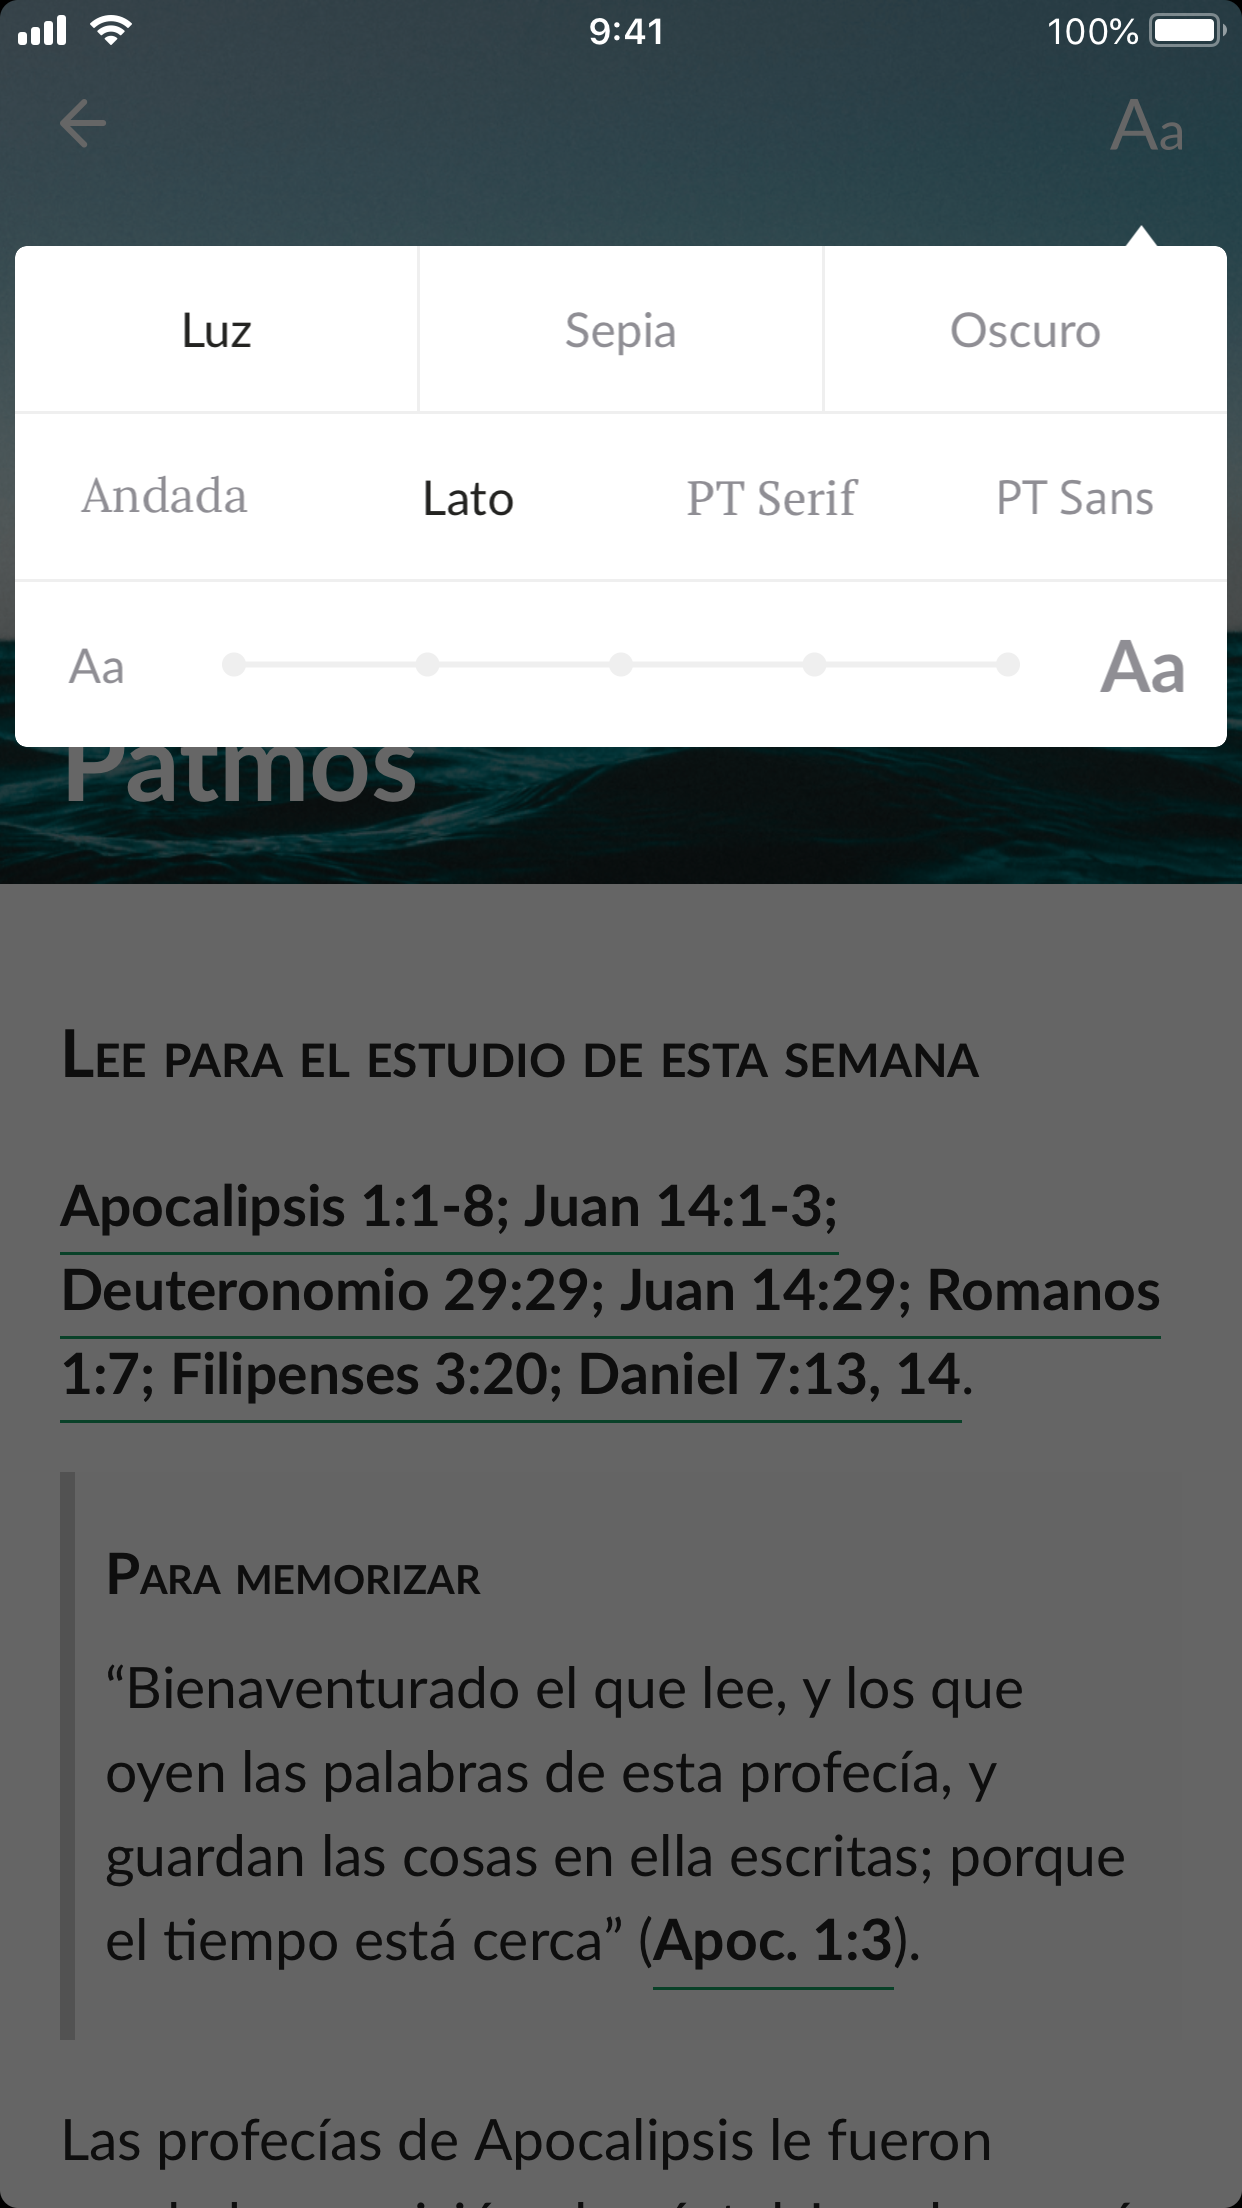 9:41
100%
Aa
Luz
Sepia
Oscuro
Andada
Lato
PT Serif
PT Sans
Aa
Aa
Patmos
Lee para el estudio de esta semana
Apocalipsis 1:1-8; Juan 14:1-3;
Deuteronomio 29:29; Juan 14:29; Romanos
1:7; Filipenses 3:20; Daniel 7:13, 14.
Para memorizar
“Bienaventurado el que lee, y los que
oyen las palabras de esta profecía, y
guardan las cosas en ella escritas; porque
el tiempo está cerca” (Apoc. 1:3).
Las profecías de Apocalipsis le fueron